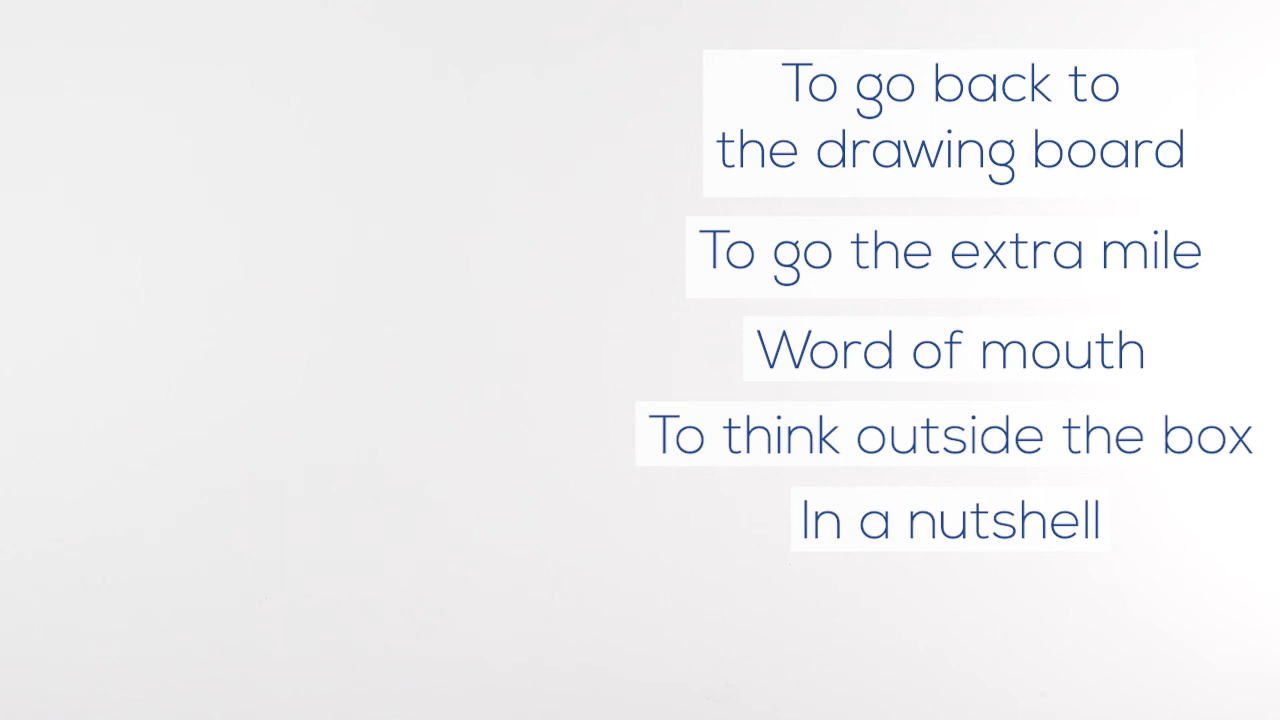 To go back to
the drawing board
To go the extra mile
Word of mouth
To think outside the box
In a nutshell